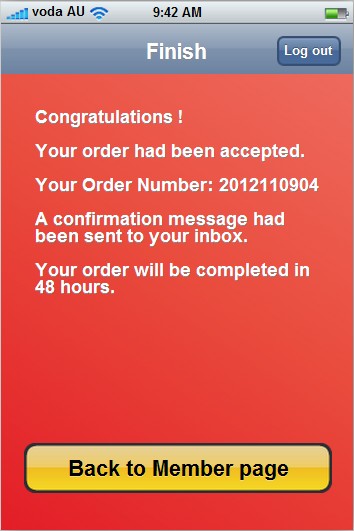 voda AU 9:42 AM
Finish Log out
Congratulations !
Your order had been accepted.
Your Order Number: 2012110904
A confirmation message had
been sent to your inbox.
Your order will be completed in
48 hours.
Back to Member page